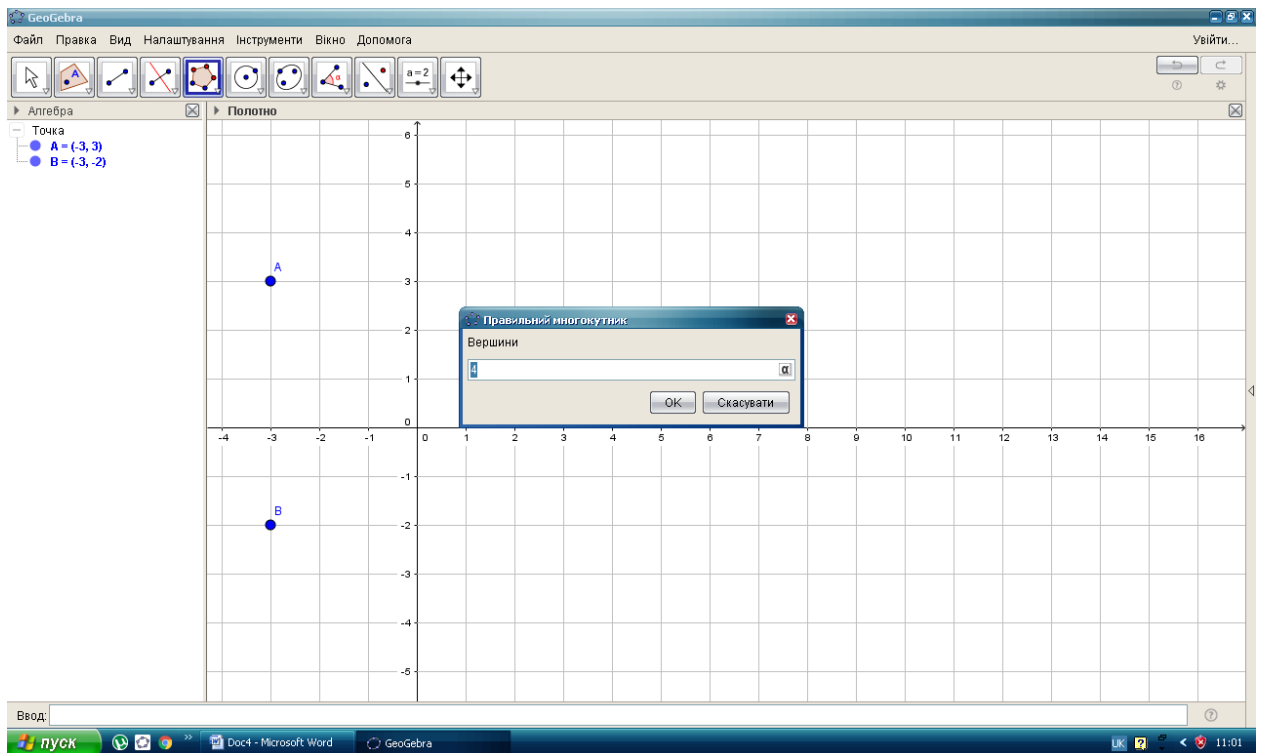 GeoGebra
Файл Правка Вид Налаштування Інструменти Вікно Допомога Увійти...
A
a=2
Алгебра
Полотно
Точка
A = (-3, 3)
B = (-3, -2)
6
5
4
A
3
Правильний многокутник
2
Вершини
4
α
1
OK Скасувати
0
-4 -3 -2 -1 0 1 2 3 4 5 6 7 8 9 10 11 12 13 14 15 16
-1
B
-2
-3
-4
-5
Ввод:
пуск Doc4 - Microsoft Word GeoGebra UK 11:01